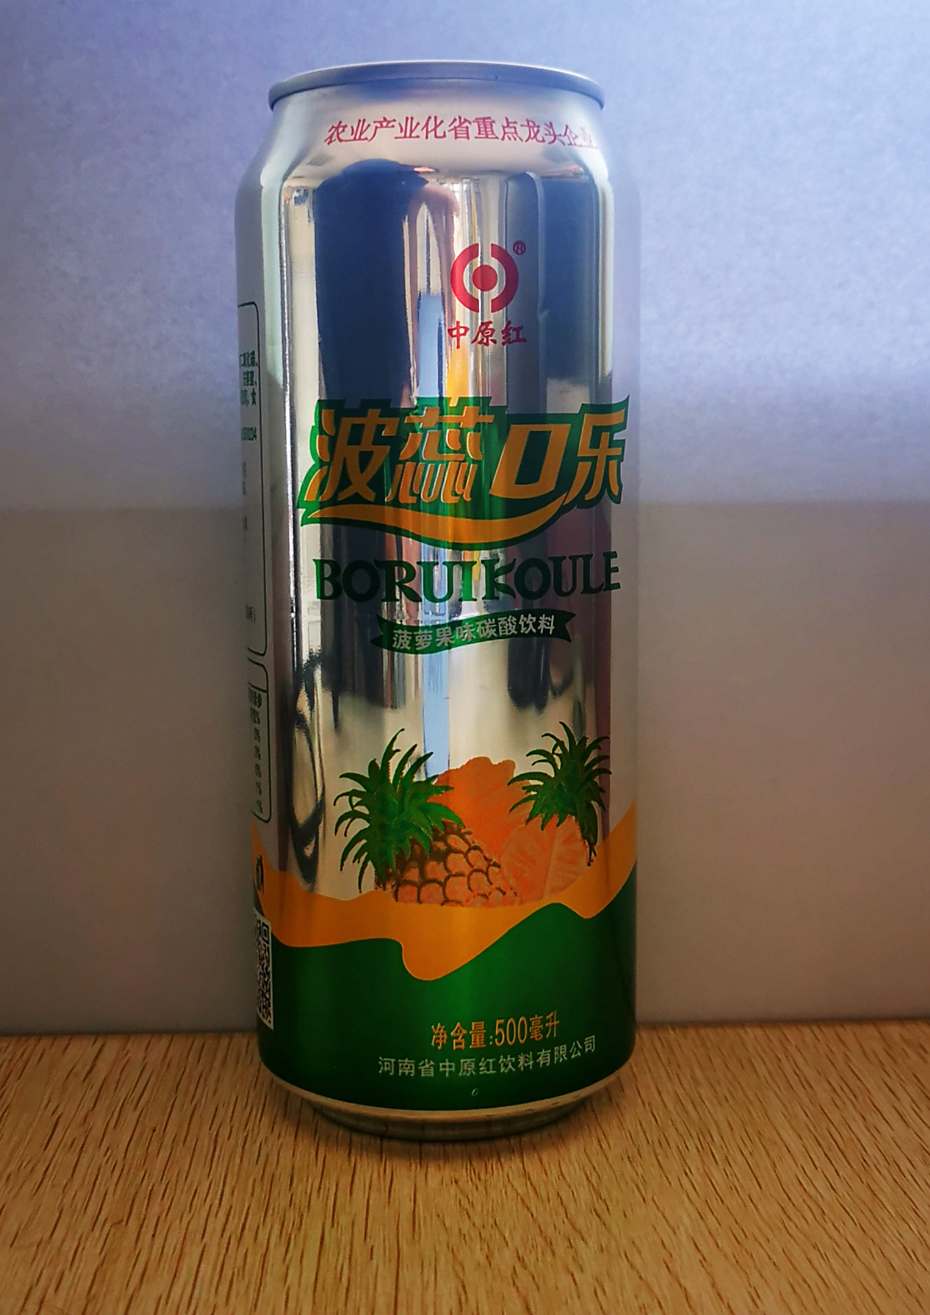 农业产业化省重点龙头企业
®
中原红
波蕊口乐
BORUIKOULE
菠萝果味碳酸饮料
净含量:500毫升
河南省中原红饮料有限公司